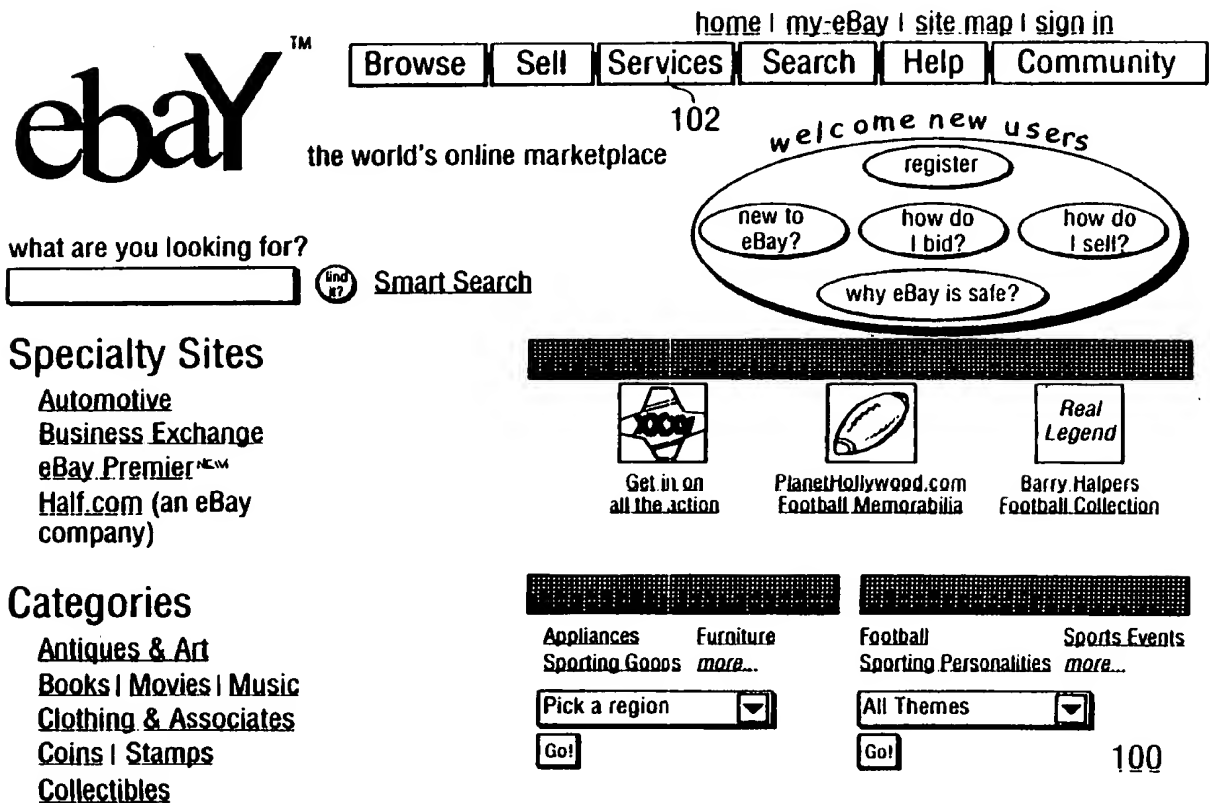 home | my-eBay | site map | sign in
ebaY™
Browse Sell Services Search Help Community
102
the world's online marketplace
welcome new users
register
new to eBay?
how do I bid?
how do I sell?
why eBay is safe?
what are you looking for?
find it?
Smart Search
Specialty Sites
Automotive
Business Exchange
eBay Premier
Half.com (an eBay
company)
Get in on
all the action
PlanetHollywood.com
Football Memorabilia
Real
Legend
Barry Halpers
Football Collection
Categories
Antiques & Art
Books | Movies | Music
Clothing & Associates
Coins | Stamps
Collectibles
Appliances Furniture
Sporting Goods more...
Pick a region
Go!
Football Sports Events
Sporting Personalities more...
All Themes
Go!
100